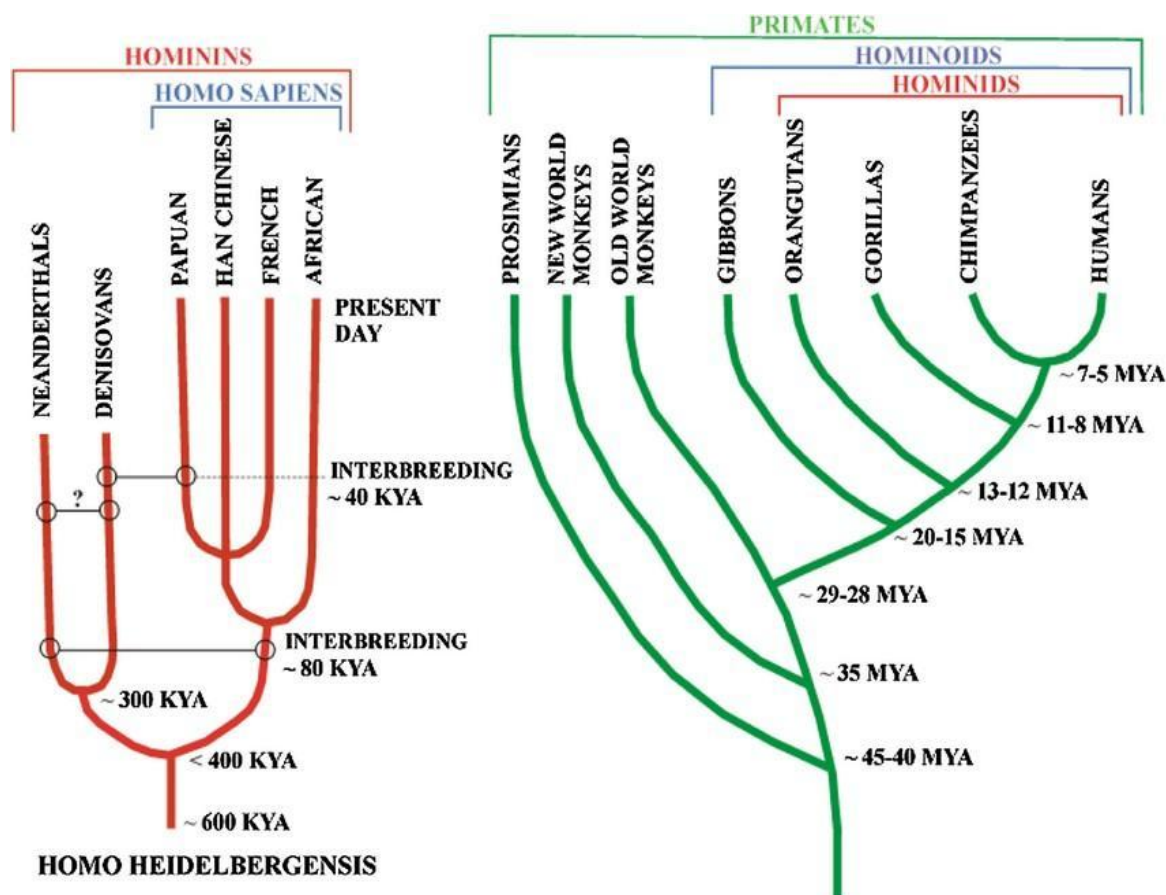 HOMININS
HOMO SAPIENS
NEANDERTHALS
DENISOVANS
PAPUAN
HAN CHINESE
FRENCH
AFRICAN
PRESENT
DAY
INTERBREEDING
~ 40 KYA
?
INTERBREEDING
~ 80 KYA
~ 300 KYA
< 400 KYA
~ 600 KYA
HOMO HEIDELBERGENSIS
PRIMATES
HOMINOIDS
HOMINIDS
PROSIMIANS
NEW WORLD
MONKEYS
OLD WORLD
MONKEYS
GIBBONS
ORANGUTANS
GORILLAS
CHIMPANZEES
HUMANS
~ 7-5 MYA
~ 11-8 MYA
~ 13-12 MYA
~ 20-15 MYA
~ 29-28 MYA
~ 35 MYA
~ 45-40 MYA